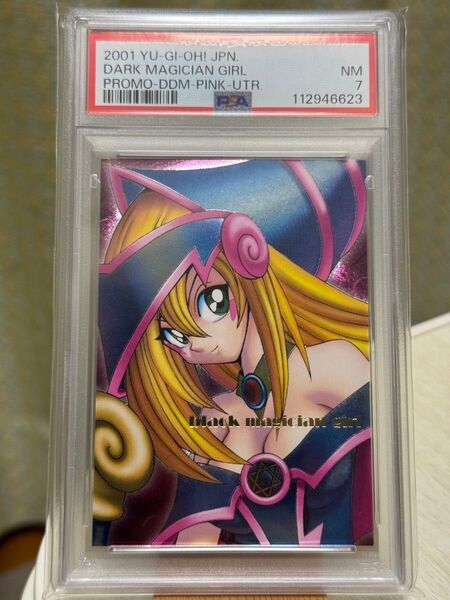 2001 YU-GI-OH! JPN.
DARK MAGICIAN GIRL NM
PROMO-DDM-PINK-UTR. 7
PSA 112946623
black magician girl